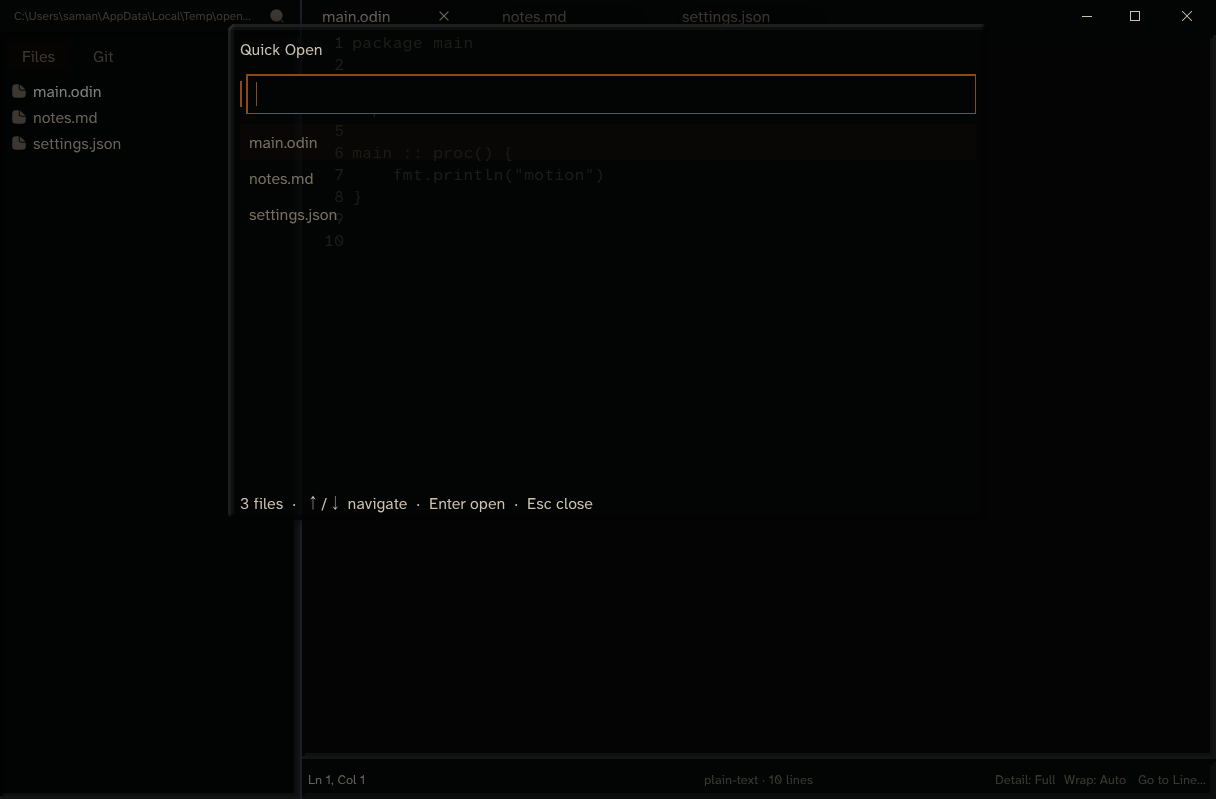 C:\Users\saman\AppData\Local\Temp\open...
main.odin
notes.md
settings.json
Files
Git
main.odin
notes.md
settings.json
Quick Open
main.odin
notes.md
settings.json
3 files · ↑/↓ navigate · Enter open · Esc close
1 package main
2
5
6 main :: proc() {
7     fmt.println("motion")
8 }
9
10
Ln 1, Col 1
plain-text · 10 lines
Detail: Full
Wrap: Auto
Go to Line...